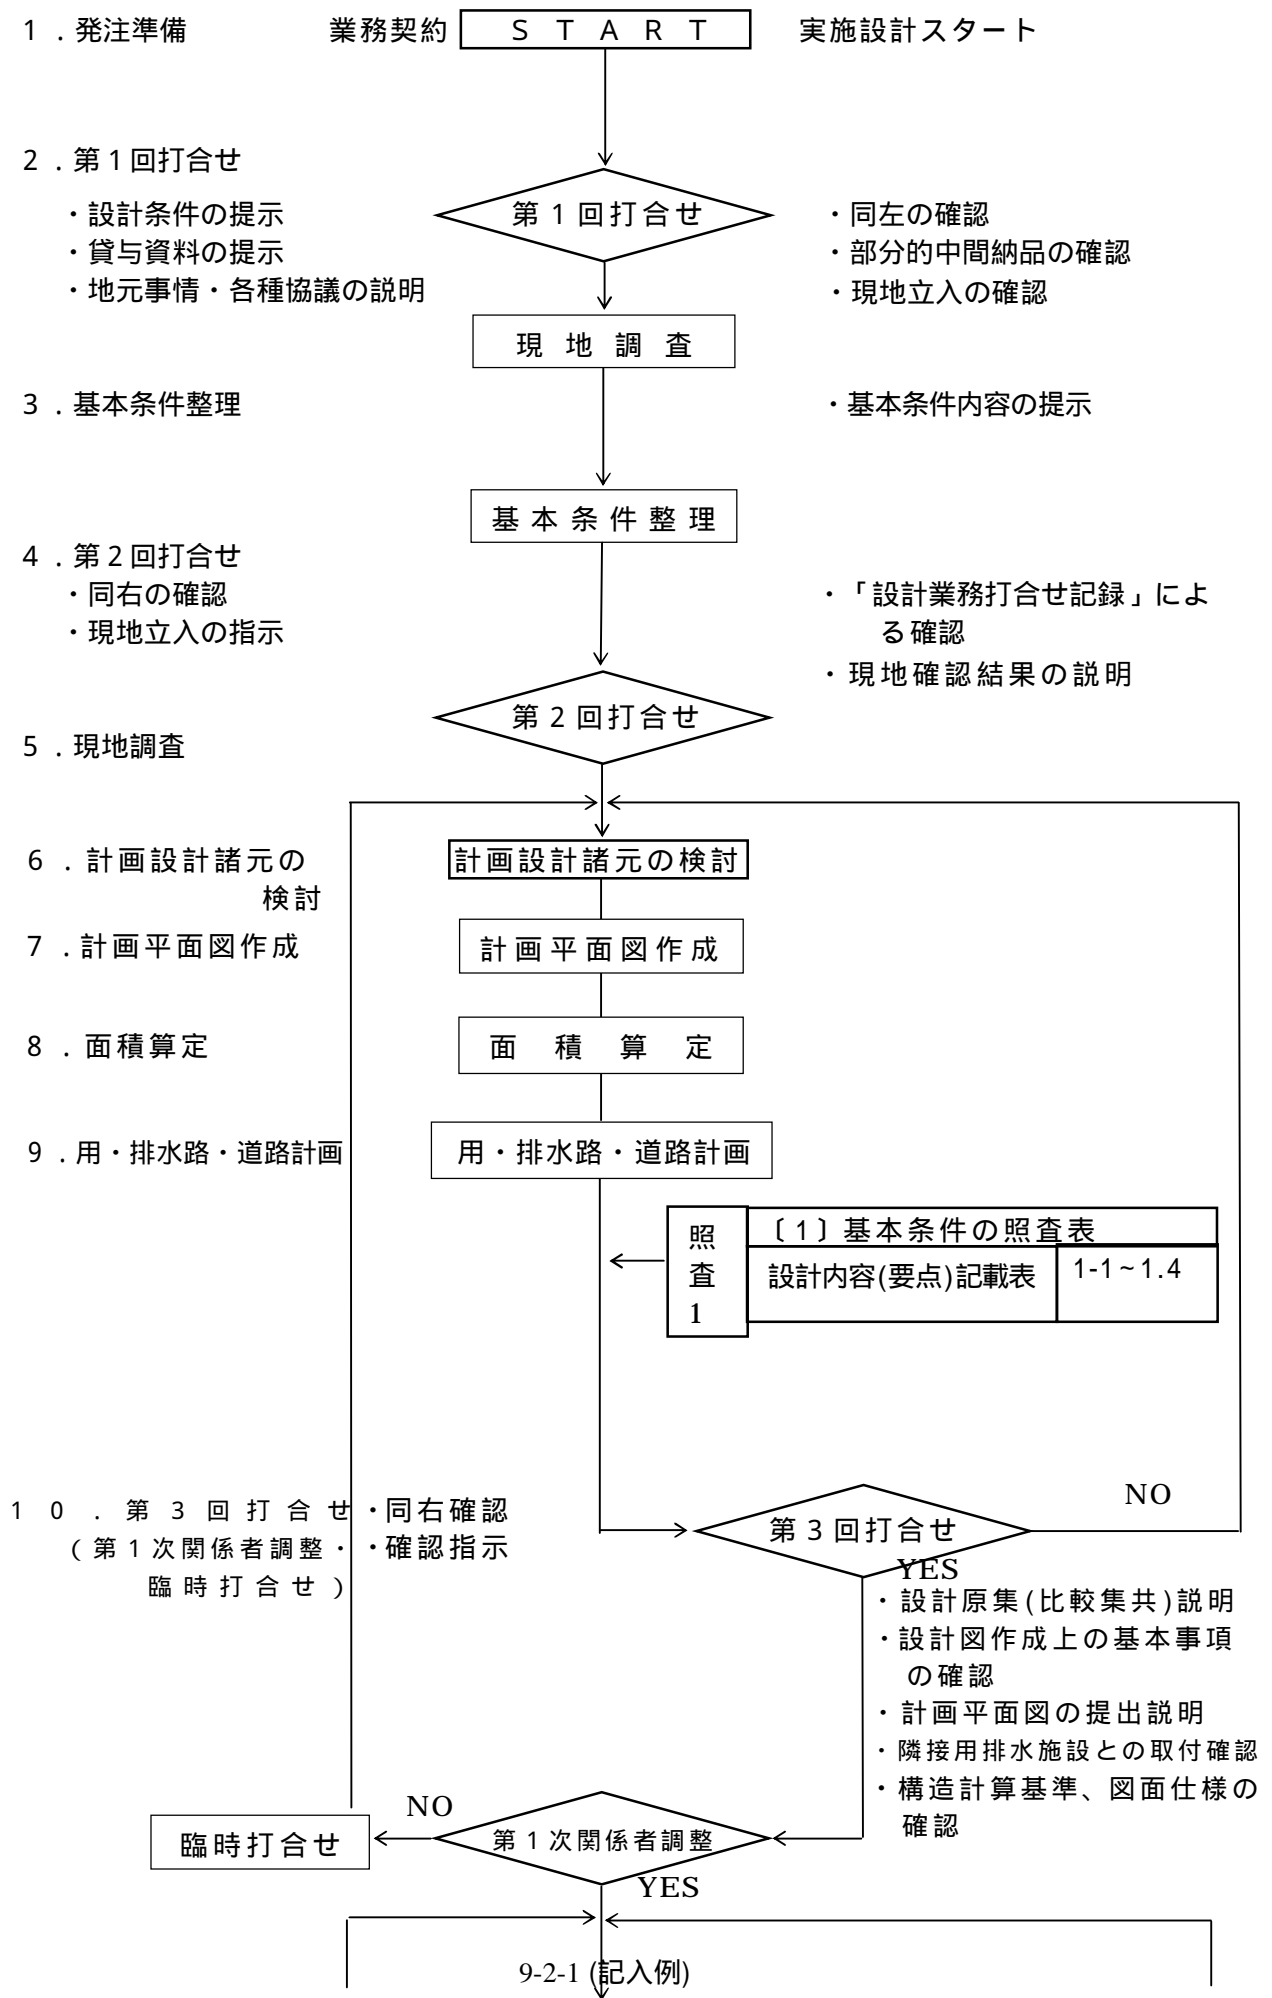 1．発注準備　業務契約　ＳＴＡＲＴ　実施設計スタート
2．第1回打合せ
・設計条件の提示　第1回打合せ　・同左の確認
・貸与資料の提示　・部分的中間納品の確認
・地元事情・各種協議の説明　・現地立入の確認
現地調査
3．基本条件整理　・基本条件内容の提示
基本条件整理
4．第2回打合せ
・同右の確認　・「設計業務打合せ記録」によ
・現地立入の指示　る確認
・現地確認結果の説明
第2回打合せ
5．現地調査
6．計画設計諸元の　計画設計諸元の検討
検討
7．計画平面図作成　計画平面図作成
8．面積算定　面積算定
9．用・排水路・道路計画　用・排水路・道路計画
照査1　〔1〕基本条件の照査表
設計内容(要点)記載表　1-1~1.4
NO
10．第3回打合せ　・同右確認　第3回打合せ
(第1次関係者調整・　・確認指示
YES
臨時打合せ)
・設計原集(比較集共)説明
・設計図作成上の基本事項
の確認
・計画平面図の提出説明
・隣接用排水施設との取付確認
・構造計算基準、図面仕様の
確認
NO
臨時打合せ　第1次関係者調整
YES
9-2-1 (記入例)